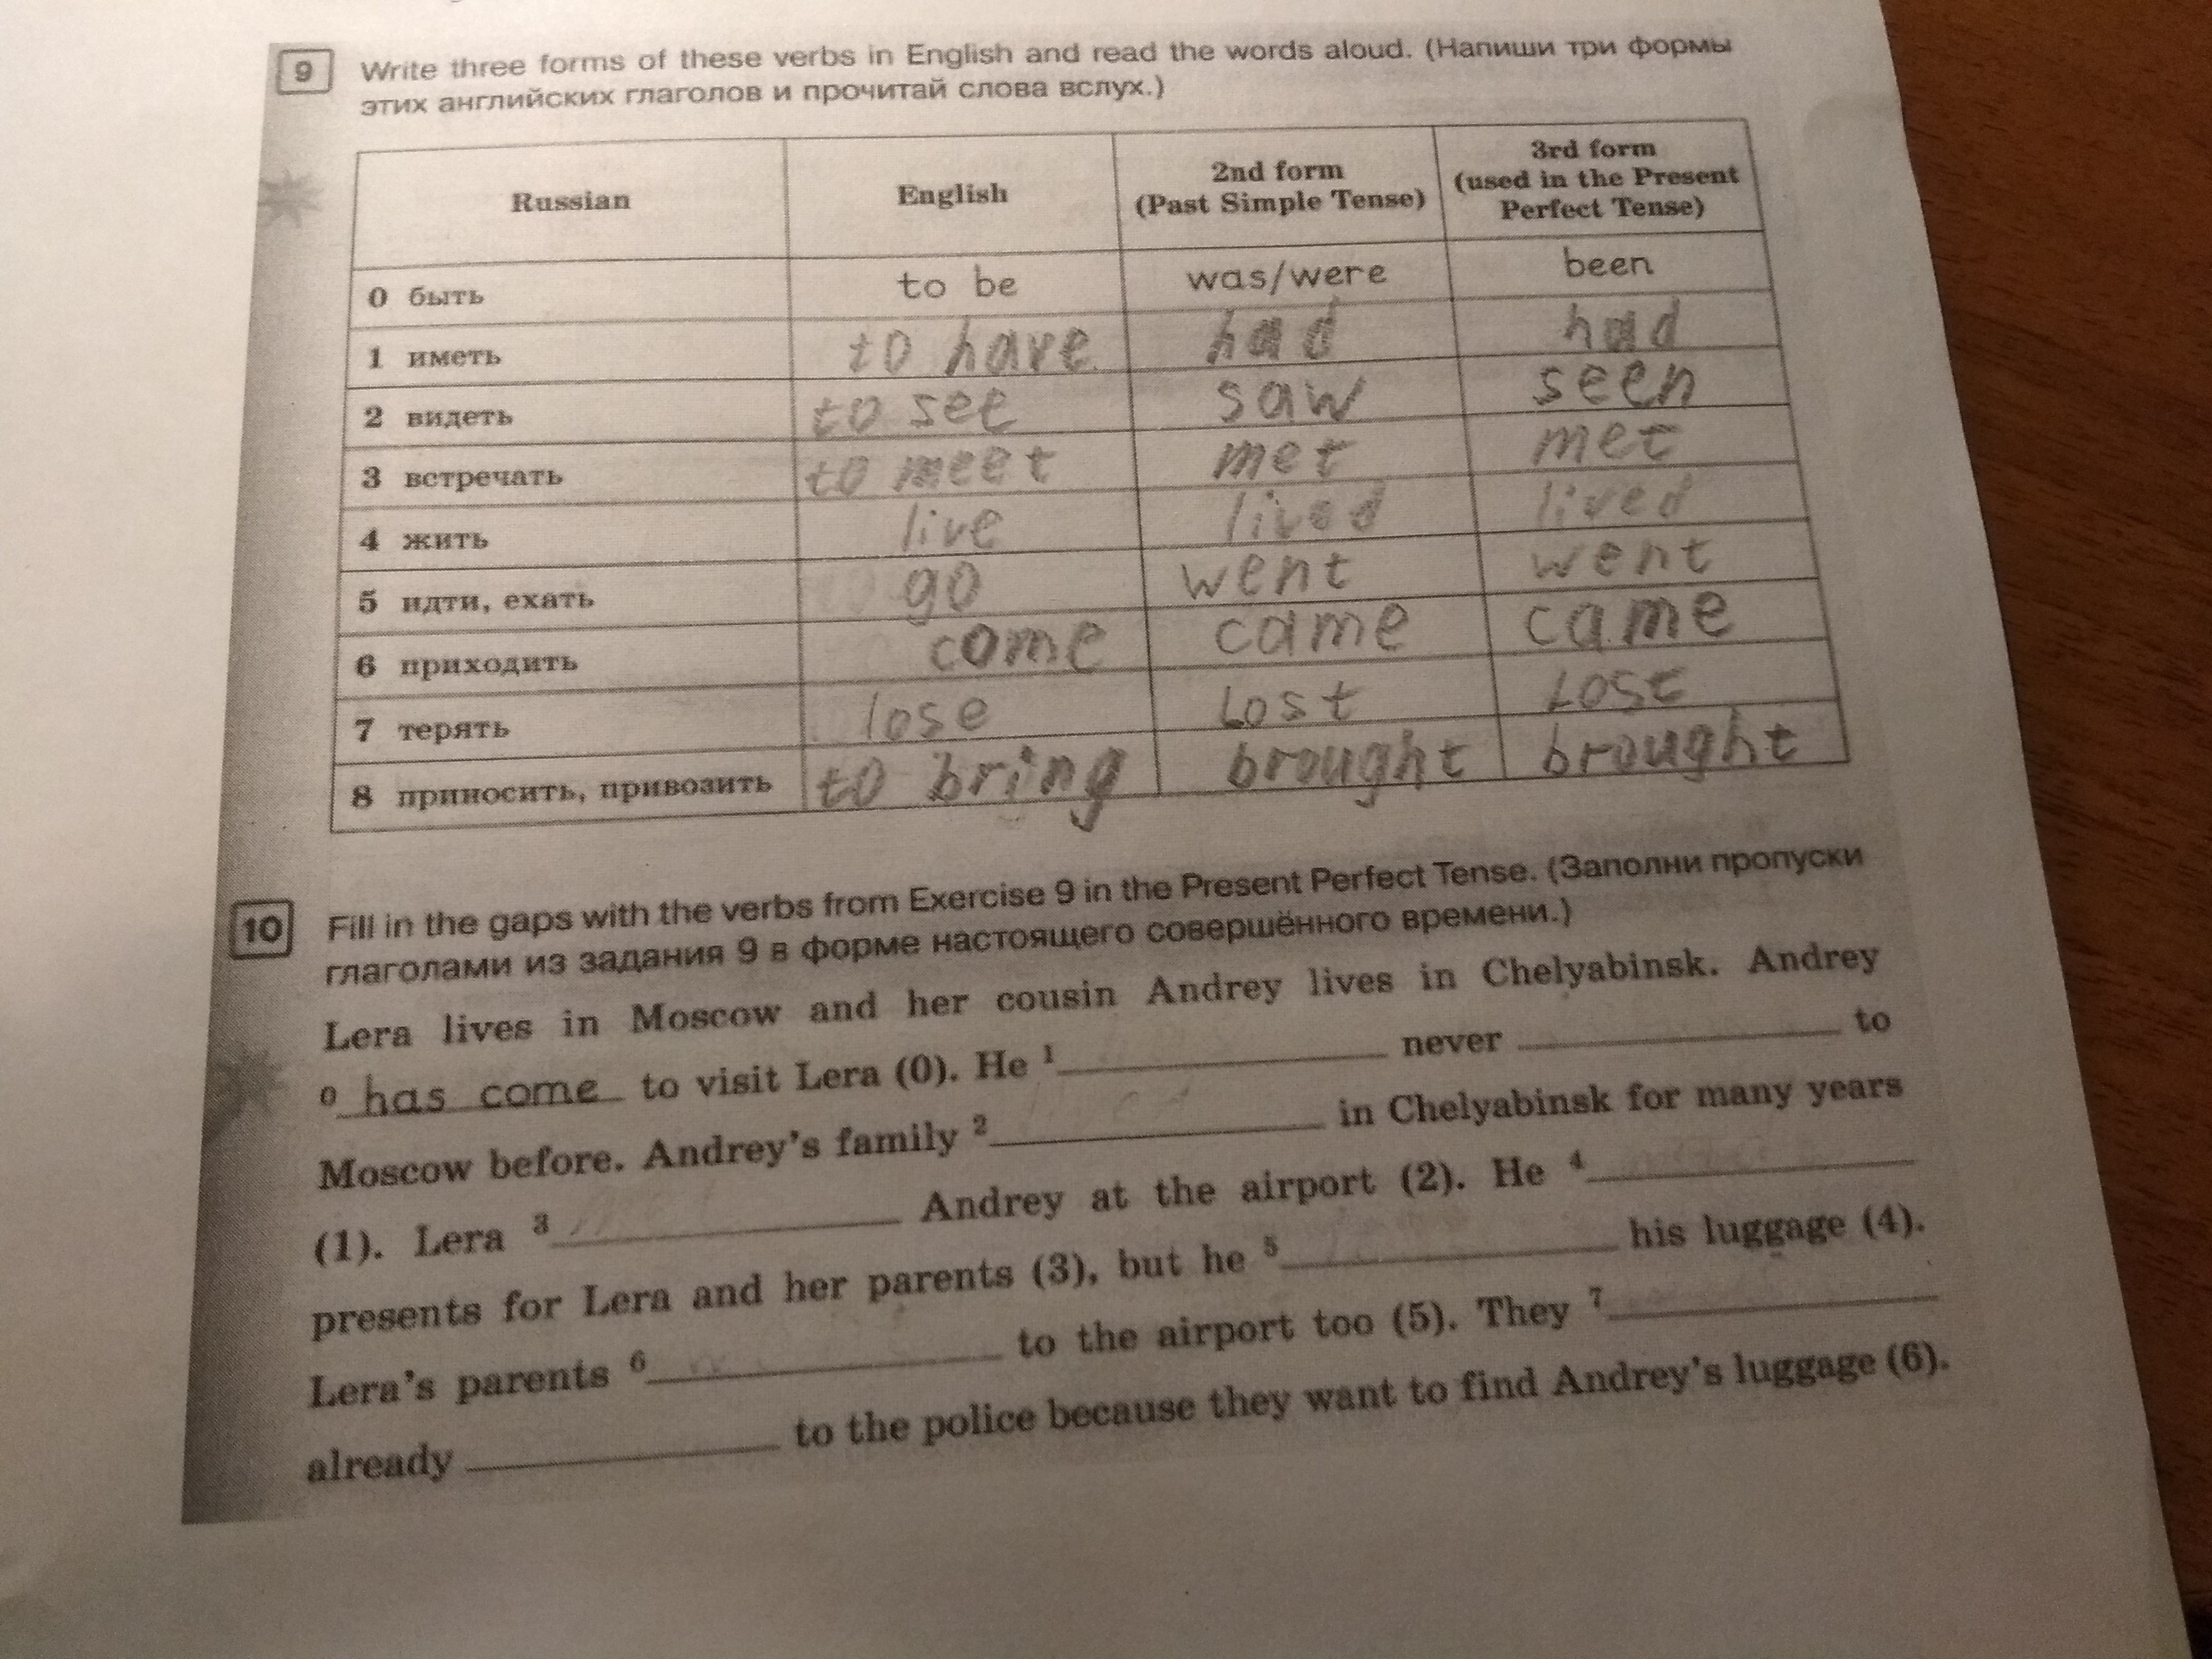 9 Write three forms of these verbs in English and read the words aloud. (Напиши три формы
этих английских глаголов и прочитай слова вслух.)
Russian English 2nd form (Past Simple Tense) 3rd form (used in the Present Perfect Tense)
0 быть to be was/were been
1 иметь to have had had
2 видеть to see saw seen
3 встречать to meet met met
4 жить live lived lived
5 идти, ехать go went went
6 приходить come came came
7 терять lose Lost Lost
8 приносить, привозить to bring brought brought
10 Fill in the gaps with the verbs from Exercise 9 in the Present Perfect Tense. (Заполни пропуски
глаголами из задания 9 в форме настоящего совершённого времени.)
Lera lives in Moscow and her cousin Andrey lives in Chelyabinsk. Andrey
0 has come to visit Lera (0). He 1 never to
Moscow before. Andrey's family 2 in Chelyabinsk for many years
(1). Lera 3 Andrey at the airport (2). He 4
presents for Lera and her parents (3), but he 5 his luggage (4).
Lera's parents 6 to the airport too (5). They 7
already to the police because they want to find Andrey's luggage (6).